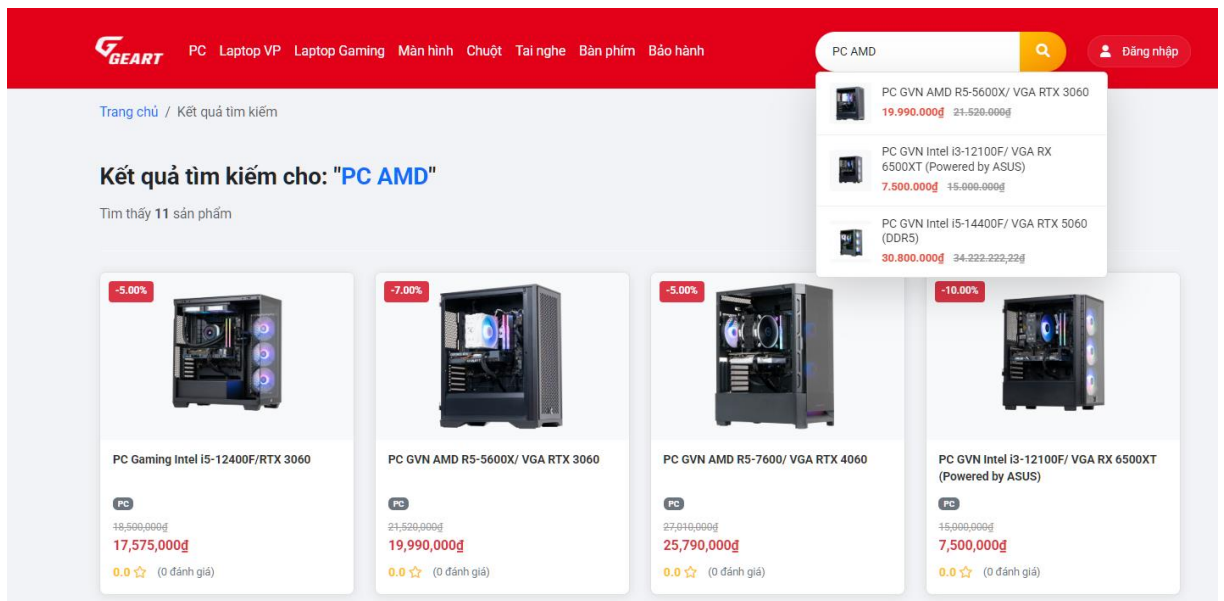 GEART
PC Laptop VP Laptop Gaming Màn hình Chuột Tai nghe Bàn phím Bảo hành
PC AMD
Đăng nhập
PC GVN AMD R5-5600X/ VGA RTX 3060
19.990.000₫ 21.520.000₫
PC GVN Intel i3-12100F/ VGA RX
6500XT (Powered by ASUS)
7.500.000₫ 15.000.000₫
PC GVN Intel i5-14400F/ VGA RTX 5060
(DDR5)
30.800.000₫ 34.222.222,22₫
Trang chủ / Kết quả tìm kiếm
Kết quả tìm kiếm cho: "PC AMD"
Tìm thấy 11 sản phẩm
-5.00%
PC Gaming Intel i5-12400F/RTX 3060
PC
18,500,000₫
17,575,000₫
0.0 (0 đánh giá)
-7.00%
PC GVN AMD R5-5600X/ VGA RTX 3060
PC
21,520,000₫
19,990,000₫
0.0 (0 đánh giá)
-5.00%
PC GVN AMD R5-7600/ VGA RTX 4060
PC
27,010,000₫
25,790,000₫
0.0 (0 đánh giá)
-10.00%
PC GVN Intel i3-12100F/ VGA RX 6500XT
(Powered by ASUS)
PC
15,000,000₫
7,500,000₫
0.0 (0 đánh giá)